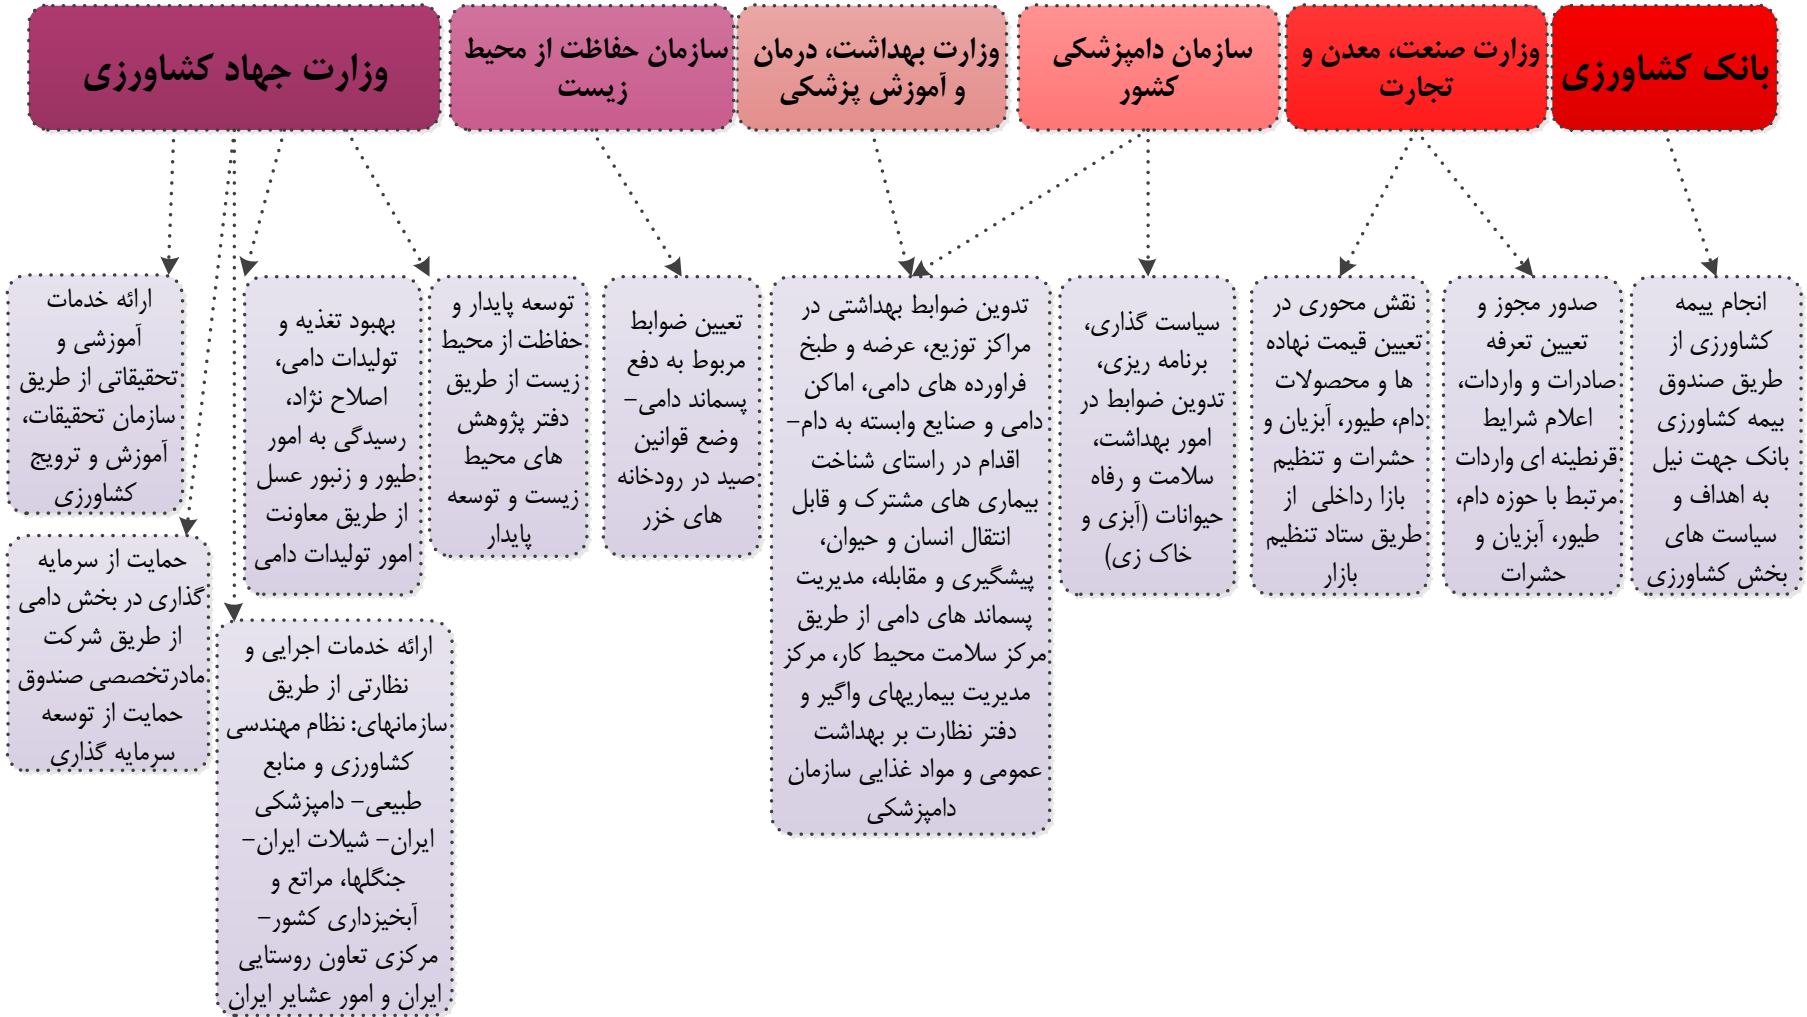 بانک کشاورزی
وزارت صنعت، معدن و
تجارت
سازمان دامپزشکی
کشور
وزارت بهداشت، درمان
و آموزش پزشکی
سازمان حفاظت از محیط
زیست
وزارت جهاد کشاورزی
انجام بیمه
کشاورزی از
طریق صندوق
بیمه کشاورزی
بانک جهت نیل
به اهداف و
سیاست های
بخش کشاورزی
صدور مجوز و
تعیین تعرفه
صادرات و واردات،
اعلام شرایط
قرنطینه ای واردات
مرتبط با حوزه دام،
طیور، آبزیان و
حشرات
نقش محوری در
تعیین قیمت نهاده
ها و محصولات
دام، طیور، آبزیان و
حشرات و تنظیم
بازا رداخلی از
طریق ستاد تنظیم
بازار
سیاست گذاری،
برنامه ریزی،
تدوین ضوابط در
امور بهداشت،
سلامت و رفاه
حیوانات (آبزی و
خاک زی)
تدوین ضوابط بهداشتی در
مراکز توزیع، عرضه و طبخ
فراورده های دامی، اماکن
دامی و صنایع وابسته به دام-
اقدام در راستای شناخت
بیماری های مشترک و قابل
انتقال انسان و حیوان،
پیشگیری و مقابله، مدیریت
پسماند های دامی از طریق
مرکز سلامت محیط کار، مرکز
مدیریت بیماریهای واگیر و
دفتر نظارت بر بهداشت
عمومی و مواد غذایی سازمان
دامپزشکی
تعیین ضوابط
مربوط به دفع
پسماند دامی-
وضع قوانین
صید در رودخانه
های خزر
توسعه پایدار و
حفاظت از محیط
زیست از طریق
دفتر پژوهش
های محیط
زیست و توسعه
پایدار
بهبود تغذیه و
تولیدات دامی،
اصلاح نژاد،
رسیدگی به امور
طیور و زنبور عسل
از طریق معاونت
امور تولیدات دامی
ارائه خدمات
آموزشی و
تحقیقاتی از طریق
سازمان تحقیقات،
آموزش و ترویج
کشاورزی
حمایت از سرمایه
گذاری در بخش دامی
از طریق شرکت
مادرتخصصی صندوق
حمایت از توسعه
سرمایه گذاری
ارائه خدمات اجرایی و
نظارتی از طریق
سازمانهای: نظام مهندسی
کشاورزی و منابع
طبیعی- دامپزشکی
ایران- شیلات ایران-
جنگلها، مراتع و
آبخیزداری کشور-
مرکزی تعاون روستایی
ایران و امور عشایر ایران